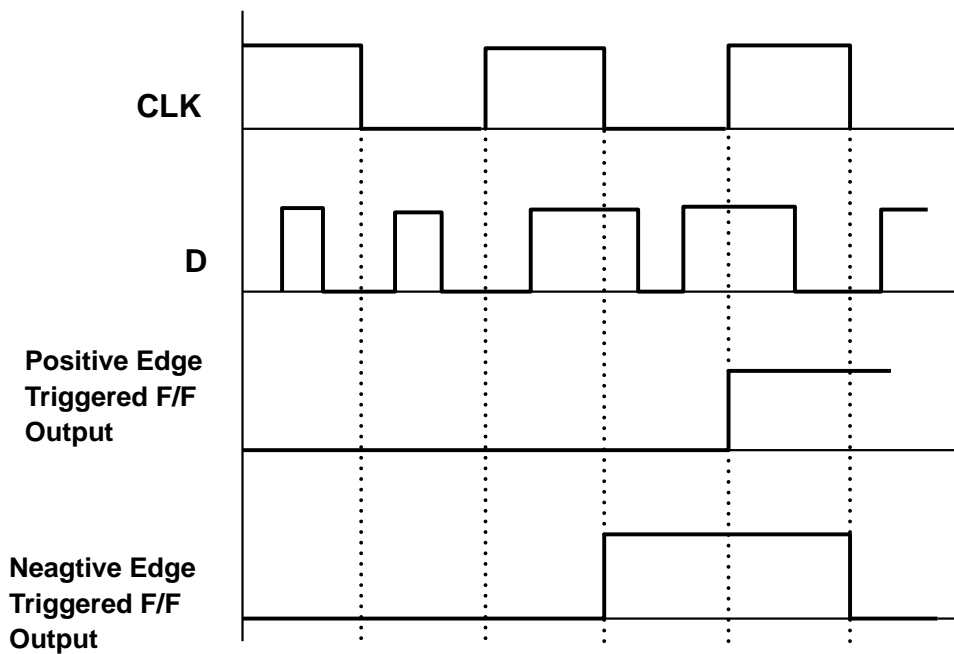 CLK
D
Positive Edge
Triggered F/F
Output
Neagtive Edge
Triggered F/F
Output